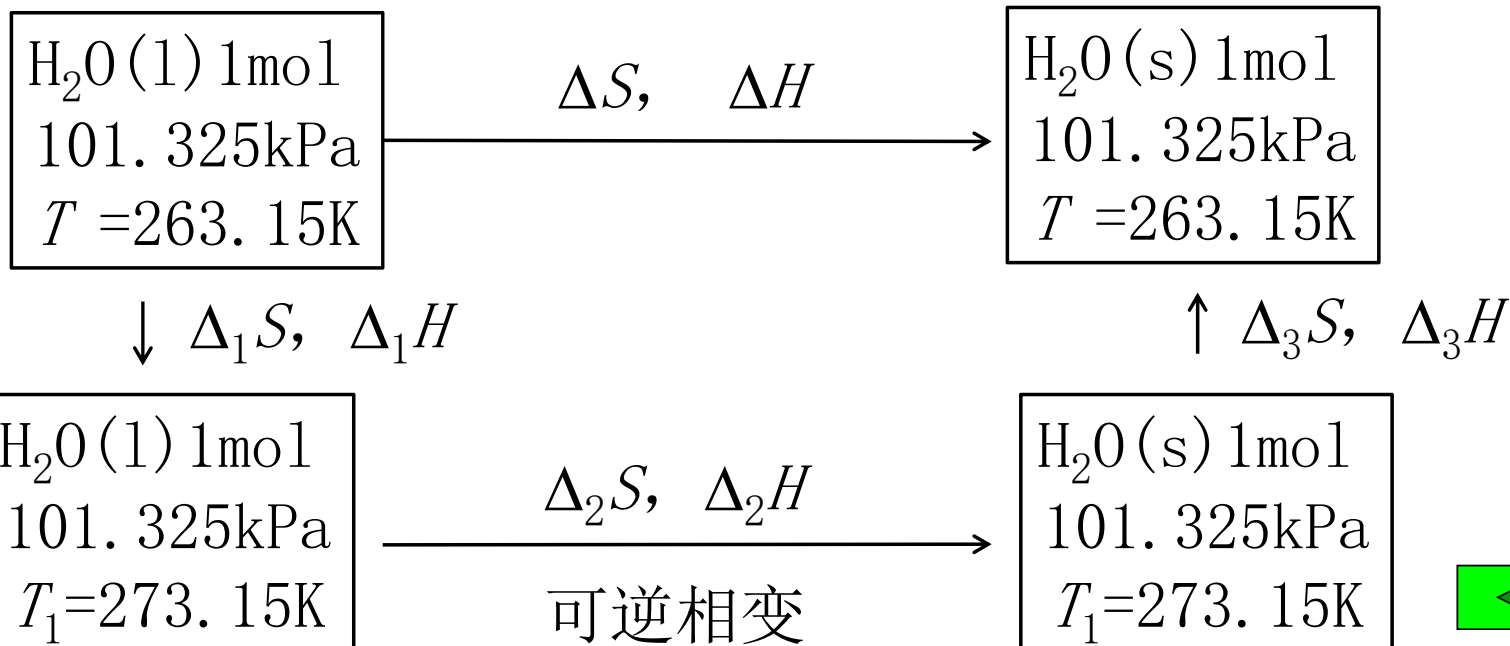 H₂O(l)1mol
101.325kPa
T =263.15K
ΔS, ΔH
H₂O(s)1mol
101.325kPa
T =263.15K
↓ Δ₁S, Δ₁H
↑ Δ₃S, Δ₃H
H₂O(l)1mol
101.325kPa
T₁=273.15K
Δ₂S, Δ₂H
可逆相变
H₂O(s)1mol
101.325kPa
T₁=273.15K